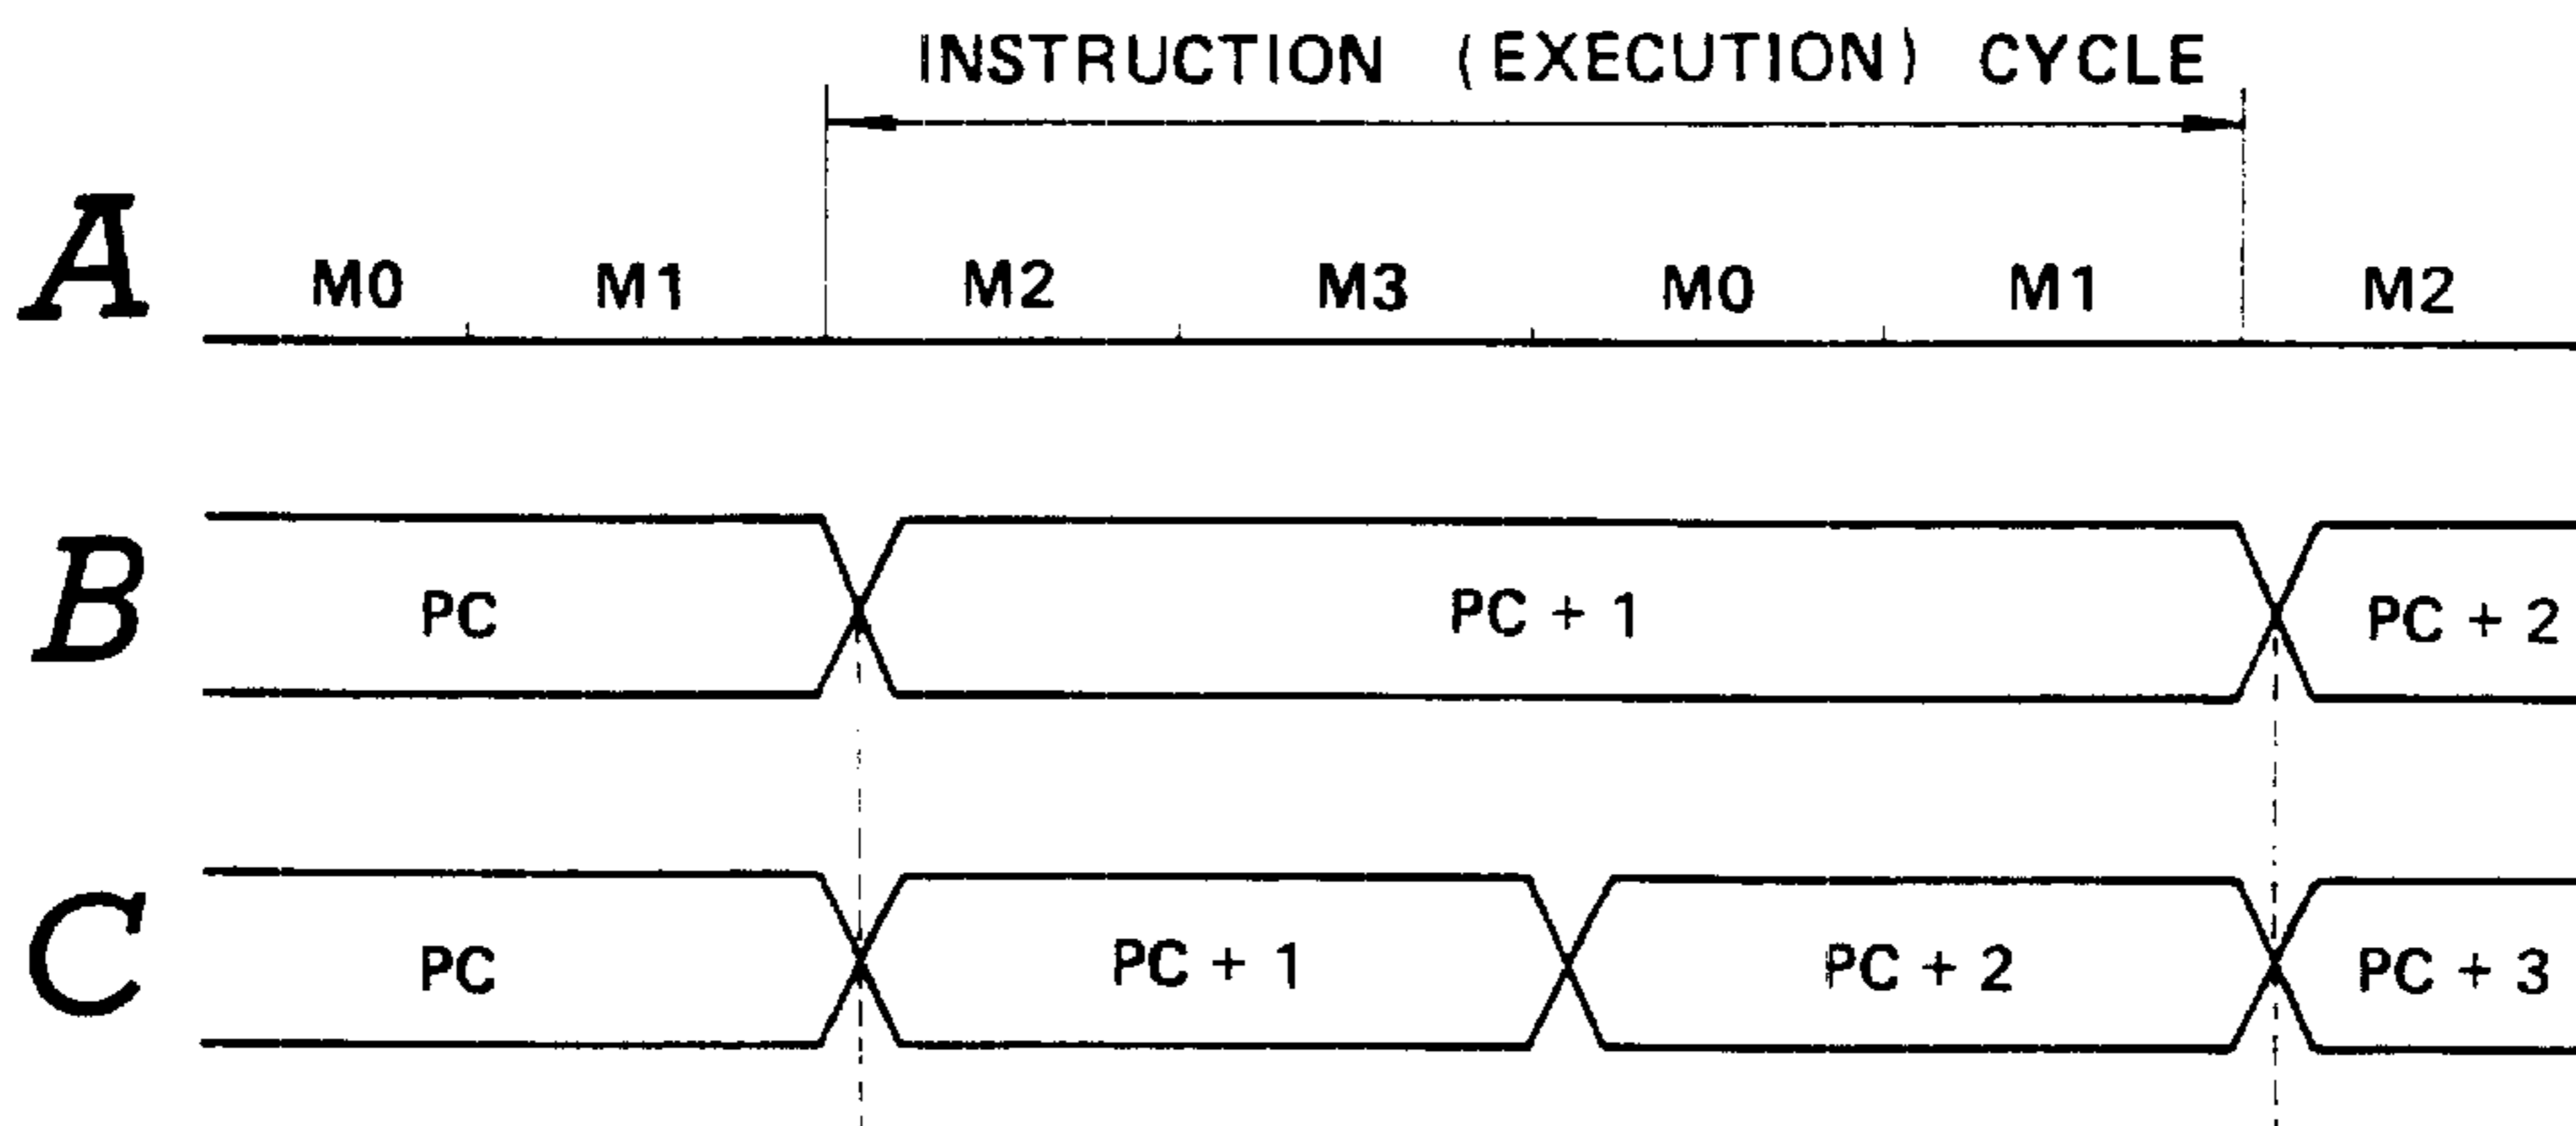 INSTRUCTION (EXECUTION) CYCLE
A M0 M1 M2 M3 M0 M1 M2
B PC PC + 1 PC + 2
C PC PC + 1 PC + 2 PC + 3